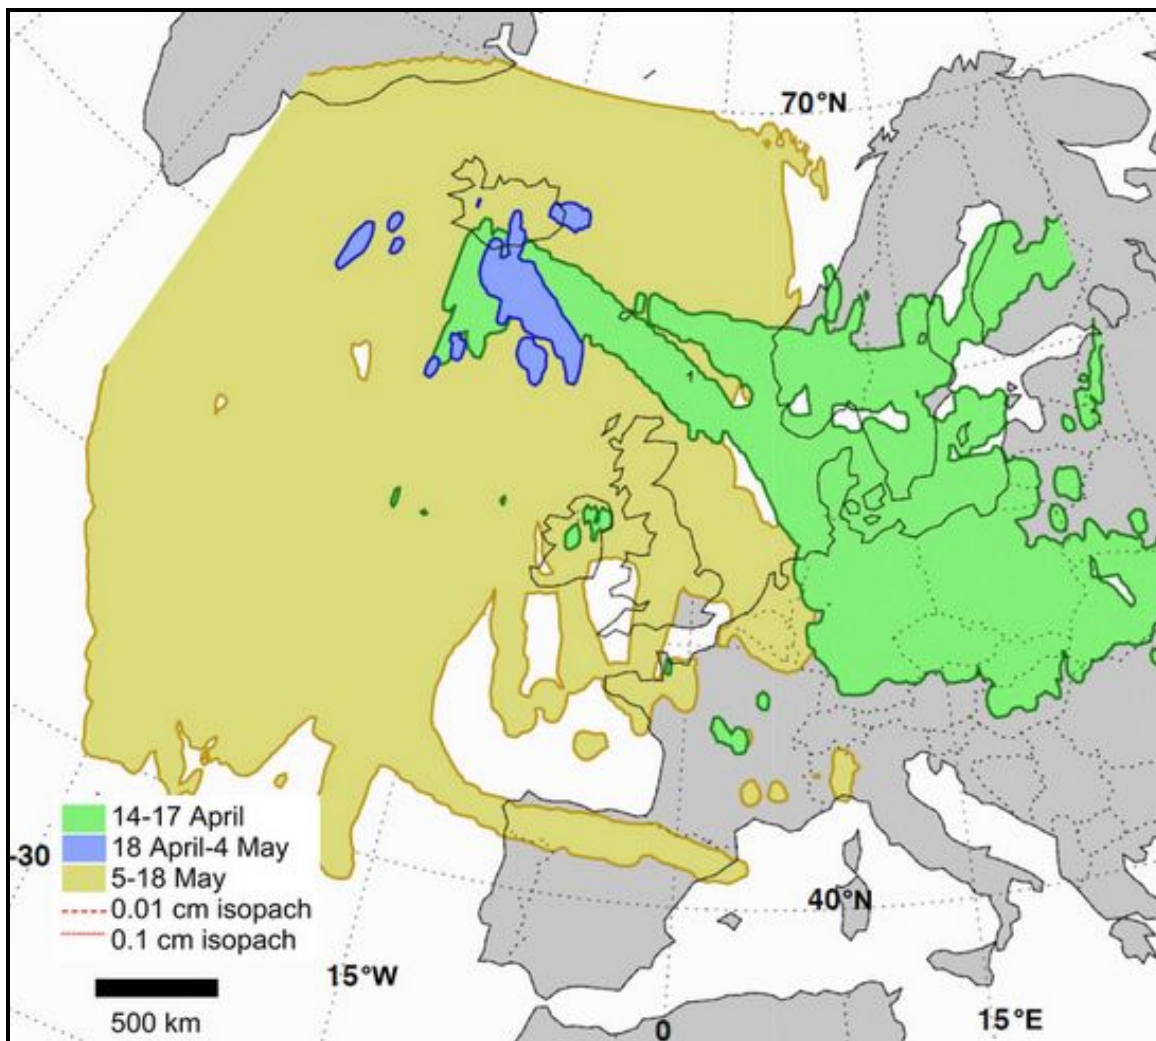 70°N
14-17 April
18 April-4 May
5-18 May
0.01 cm isopach
0.1 cm isopach
-30
40°N
15°W
500 km
0
15°E